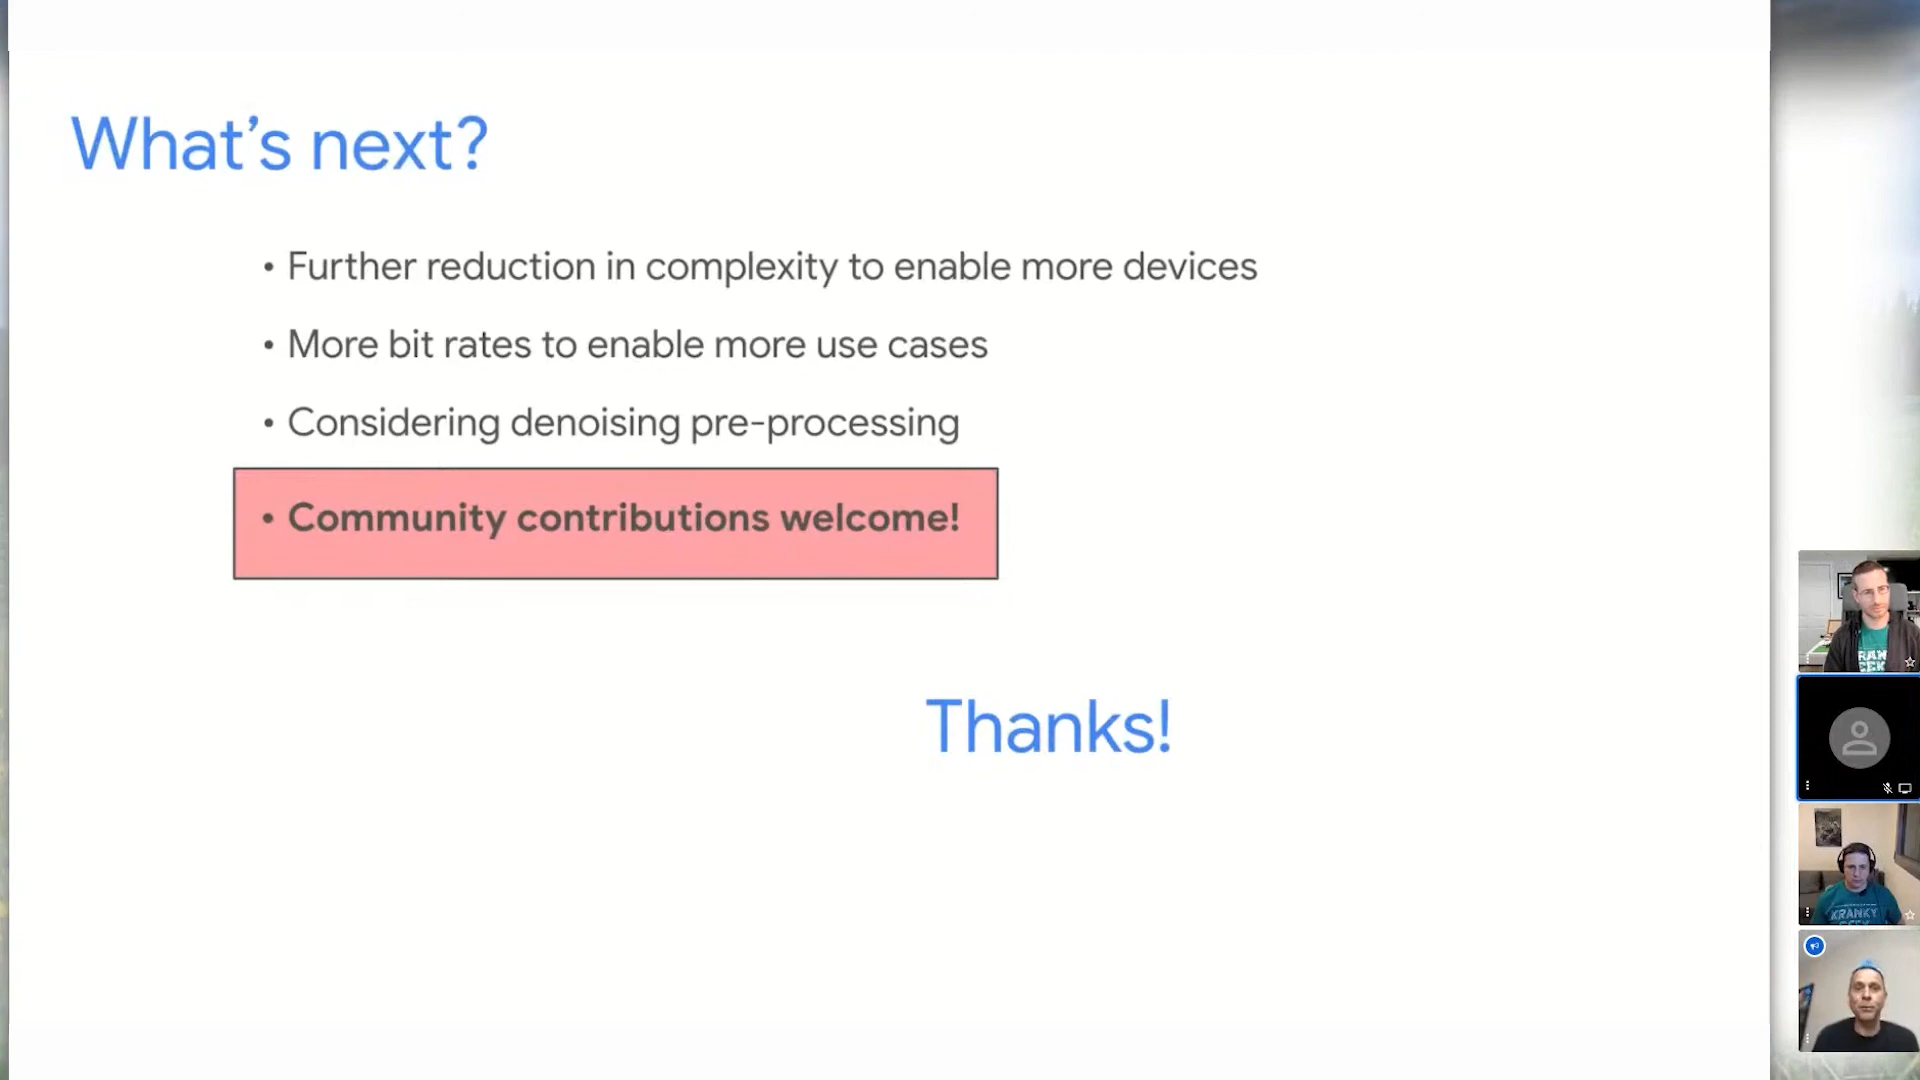 What's next?
• Further reduction in complexity to enable more devices
• More bit rates to enable more use cases
• Considering denoising pre-processing
• Community contributions welcome!
Thanks!
KRANKY